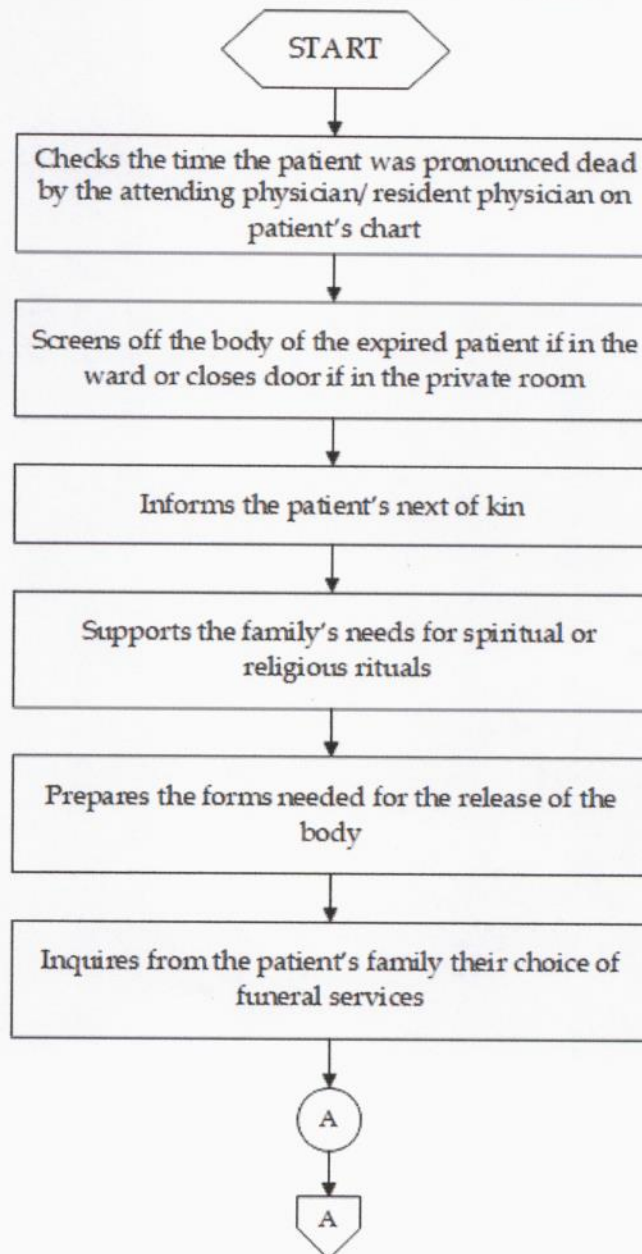 START
Checks the time the patient was pronounced dead
by the attending physician/ resident physician on
patient's chart
Screens off the body of the expired patient if in the
ward or closes door if in the private room
Informs the patient's next of kin
Supports the family's needs for spiritual or
religious rituals
Prepares the forms needed for the release of the
body
Inquires from the patient's family their choice of
funeral services
A
A